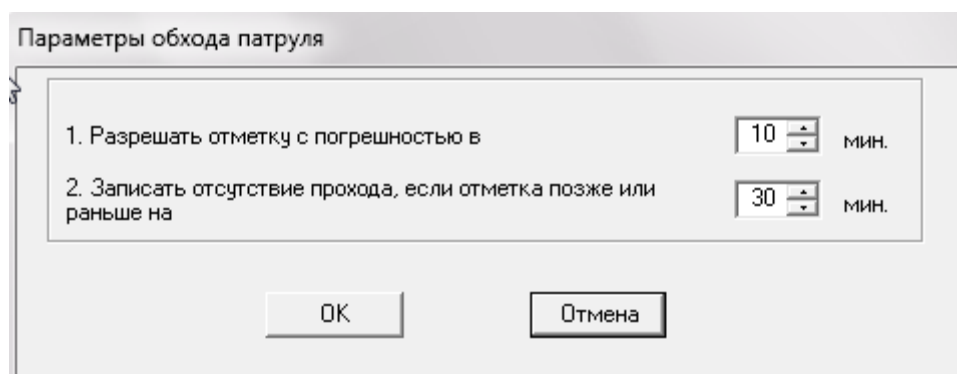 Параметры обхода патруля
1. Разрешать отметку с погрешностью в 10 мин.
2. Записать отсутствие прохода, если отметка позже или
раньше на 30 мин.
OK Отмена